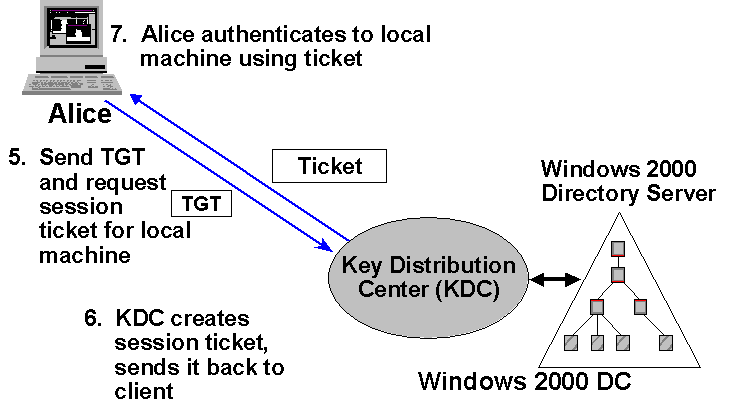 7. Alice authenticates to local
machine using ticket
Alice
5. Send TGT
and request
session
ticket for local
machine
TGT
Ticket
Windows 2000
Directory Server
Key Distribution
Center (KDC)
6. KDC creates
session ticket,
sends it back to
client
Windows 2000 DC